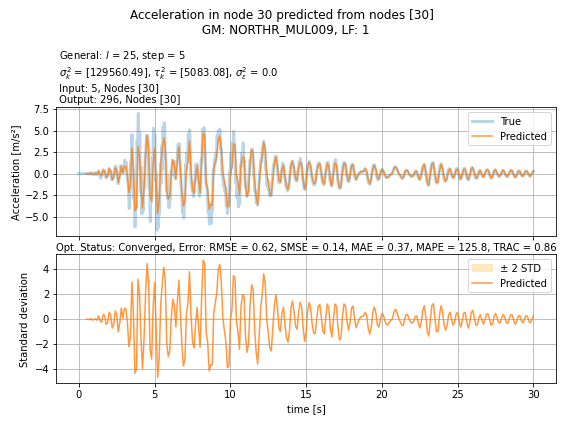 Acceleration in node 30 predicted from nodes [30]
GM: NORTHR_MUL009, LF: 1
General: l = 25, step = 5
σ_k² = [129560.49], τ_k² = [5083.08], σ_ε² = 0.0
Input: 5, Nodes [30]
Output: 296, Nodes [30]
Acceleration [m/s²]
7.5
5.0
2.5
0.0
−2.5
−5.0
True
Predicted
Opt. Status: Converged, Error: RMSE = 0.62, SMSE = 0.14, MAE = 0.37, MAPE = 125.8, TRAC = 0.86
Standard deviation
4
2
0
−2
−4
± 2 STD
Predicted
0 5 10 15 20 25 30
time [s]